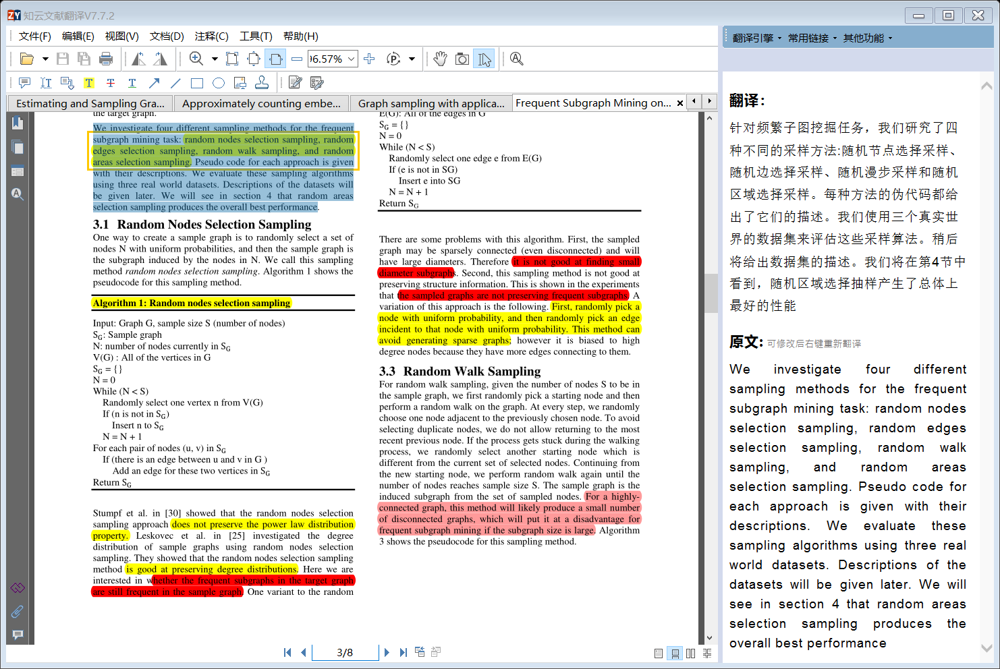 知云文献翻译V7.7.2
文件(F) 编辑(E) 视图(V) 文档(D) 注释(C) 工具(T) 帮助(H)
翻译引擎 常用链接 其他功能
6.57%
Estimating and Sampling Gra...
Approximately counting embe...
Graph sampling with applica...
Frequent Subgraph Mining on...
the target graph.
We investigate four different sampling methods for the frequent
subgraph mining task: random nodes selection sampling, random
edges selection sampling, random walk sampling, and random
areas selection sampling. Pseudo code for each approach is given
with their descriptions. We evaluate these sampling algorithms
using three real world datasets. Descriptions of the datasets will
be given later. We will see in section 4 that random areas
selection sampling produces the overall best performance.
3.1 Random Nodes Selection Sampling
One way to create a sample graph is to randomly select a set of
nodes N with uniform probabilities, and then the sample graph is
the subgraph induced by the nodes in N. We call this sampling
method random nodes selection sampling. Algorithm 1 shows the
pseudocode for this sampling method.
Algorithm 1: Random nodes selection sampling
Input: Graph G, sample size S (number of nodes)
SG: Sample graph
N: number of nodes currently in SG
V(G) : All of the vertices in G
SG = { }
N = 0
While (N < S)
Randomly select one vertex n from V(G)
If (n is not in SG)
Insert n to SG
N = N + 1
For each pair of nodes (u, v) in SG
If (there is an edge between u and v in G )
Add an edge for these two vertices in SG
Return SG
Stumpf et al. in [30] showed that the random nodes selection
sampling approach does not preserve the power law distribution
property. Leskovec et al. in [25] investigated the degree
distribution of sample graphs using random nodes selection
sampling. They showed that the random nodes selection sampling
method is good at preserving degree distributions. Here we are
interested in whether the frequent subgraphs in the target graph
are still frequent in the sample graph. One variant to the random
E(G): All of the edges in G
SG = { }
N = 0
While (N < S)
Randomly select one edge e from E(G)
If (e is not in SG)
Insert e into SG
N = N + 1
Return SG
There are some problems with this algorithm. First, the sampled
graph may be sparsely connected (even disconnected) and will
have large diameters. Therefore it is not good at finding small
diameter subgraphs. Second, this sampling method is not good at
preserving structure information. This is shown in the experiments
that the sampled graphs are not preserving frequent subgraphs. A
variation of this approach is the following. First, randomly pick a
node with uniform probability, and then randomly pick an edge
incident to that node with uniform probability. This method can
avoid generating sparse graphs; however it is biased to high
degree nodes because they have more edges connecting to them.
3.3 Random Walk Sampling
For random walk sampling, given the number of nodes S to be in
the sample graph, we first randomly pick a starting node and then
perform a random walk on the graph. At every step, we randomly
choose one node adjacent to the previously chosen node. To avoid
selecting duplicate nodes, we do not allow returning to the most
recent previous node. If the process gets stuck during the walking
process, we randomly select another starting node which is
different from the current set of selected nodes. Continuing from
the new starting node, we perform random walk again until the
number of nodes reaches sample size S. The sample graph is the
induced subgraph from the set of sampled nodes. For a highly-
connected graph, this method will likely produce a small number
of disconnected graphs, which will put it at a disadvantage for
frequent subgraph mining if the subgraph size is large. Algorithm
3 shows the pseudocode for this sampling method.
3/8
翻译：
针对频繁子图挖掘任务，我们研究了四
种不同的采样方法:随机节点选择采样、
随机边选择采样、随机漫步采样和随机
区域选择采样。每种方法的伪代码都给
出了它们的描述。我们使用三个真实世
界的数据集来评估这些采样算法。稍后
将给出数据集的描述。我们将在第4节中
看到，随机区域选择抽样产生了总体上
最好的性能
原文: 可修改后右键重新翻译
We investigate four different
sampling methods for the frequent
subgraph mining task: random nodes
selection sampling, random edges
selection sampling, random walk
sampling, and random areas
selection sampling. Pseudo code for
each approach is given with their
descriptions. We evaluate these
sampling algorithms using three real
world datasets. Descriptions of the
datasets will be given later. We will
see in section 4 that random areas
selection sampling produces the
overall best performance